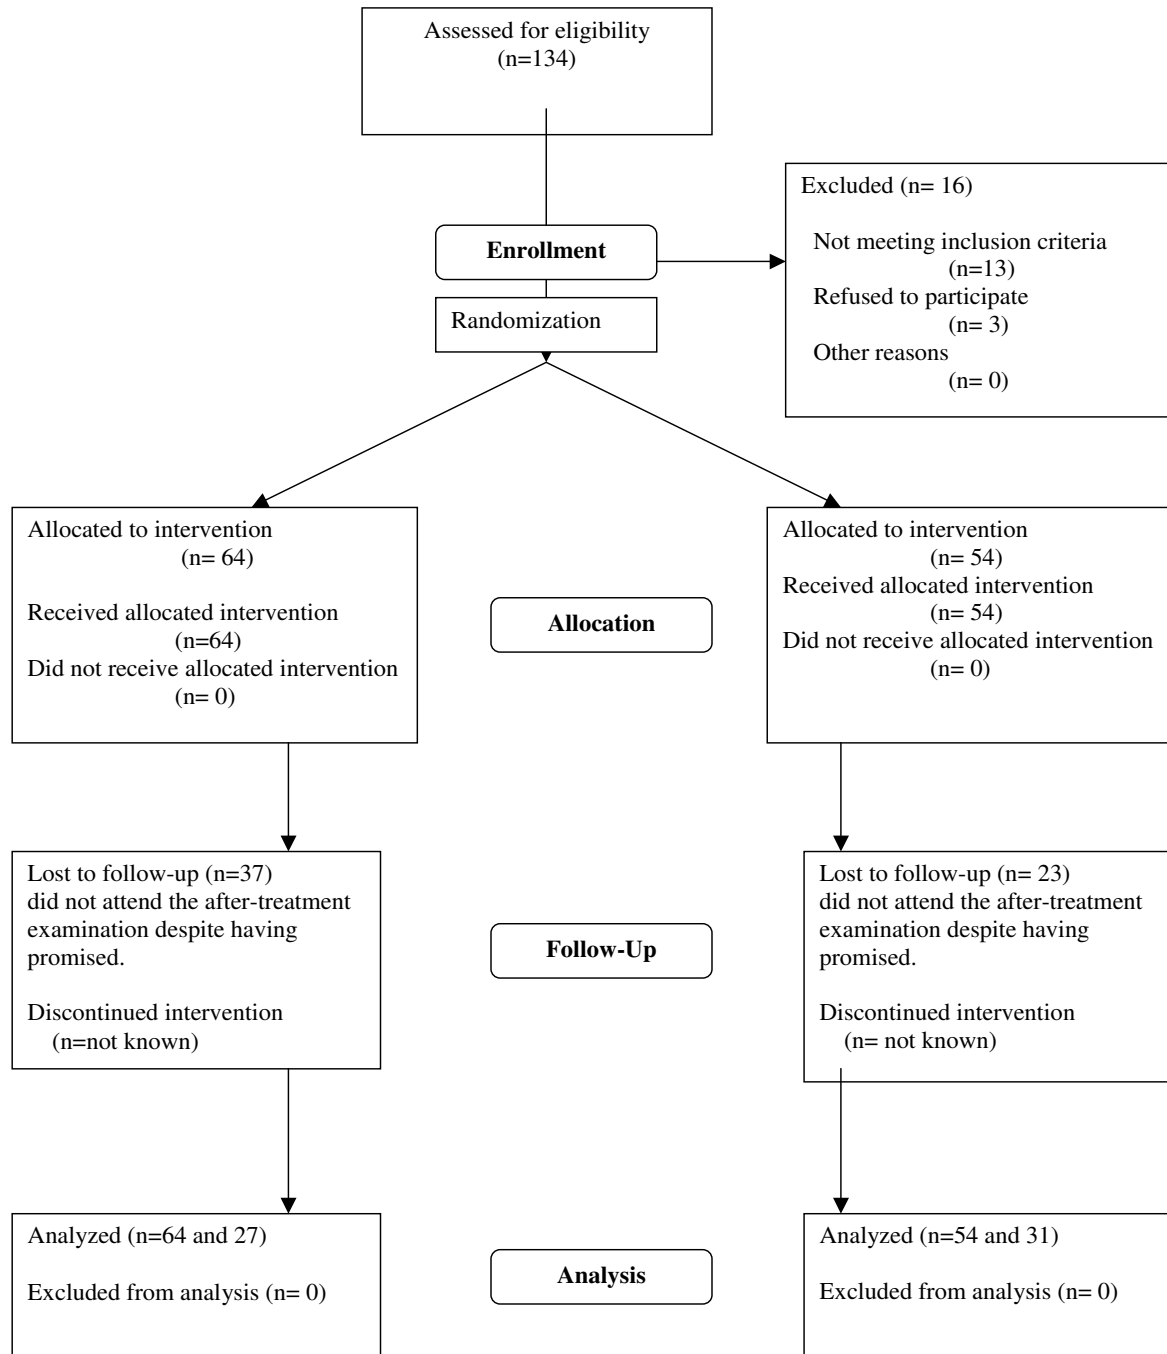 Assessed for eligibility
(n=134)
Excluded (n= 16)
Not meeting inclusion criteria
(n=13)
Refused to participate
(n= 3)
Other reasons
(n= 0)
Enrollment
Randomization
Allocated to intervention
(n= 64)
Received allocated intervention
(n=64)
Did not receive allocated intervention
(n= 0)
Allocation
Allocated to intervention
(n= 54)
Received allocated intervention
(n= 54)
Did not receive allocated intervention
(n= 0)
Lost to follow-up (n=37)
did not attend the after-treatment
examination despite having
promised.
Discontinued intervention
(n=not known)
Follow-Up
Lost to follow-up (n= 23)
did not attend the after-treatment
examination despite having
promised.
Discontinued intervention
(n= not known)
Analyzed (n=64 and 27)
Excluded from analysis (n= 0)
Analysis
Analyzed (n=54 and 31)
Excluded from analysis (n= 0)